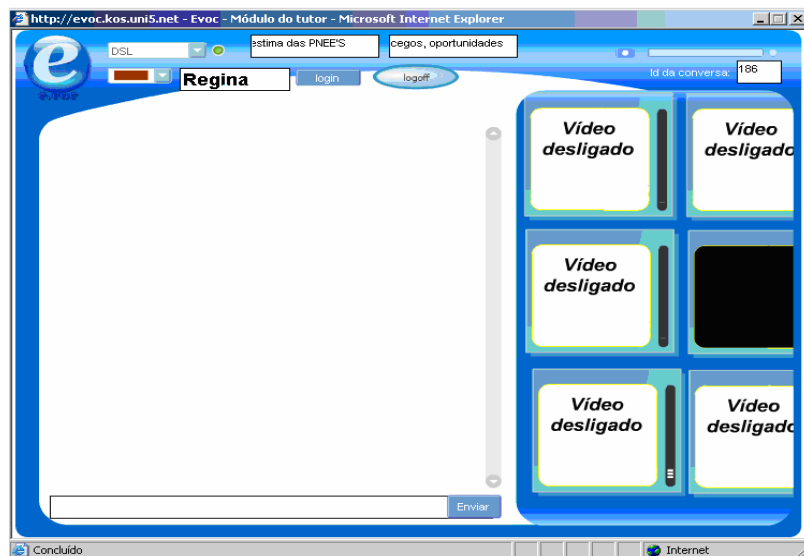 http://evoc.kos.uni5.net - Evoc - Módulo do tutor - Microsoft Internet Explorer
DSL
estima das PNEE'S
cegos, oportunidades
Regina
login
logoff
Id da conversa:
186
e
Vídeo
desligado
Vídeo
desligado
Vídeo
desligado
Vídeo
desligado
Vídeo
desligado
Enviar
Concluído
Internet